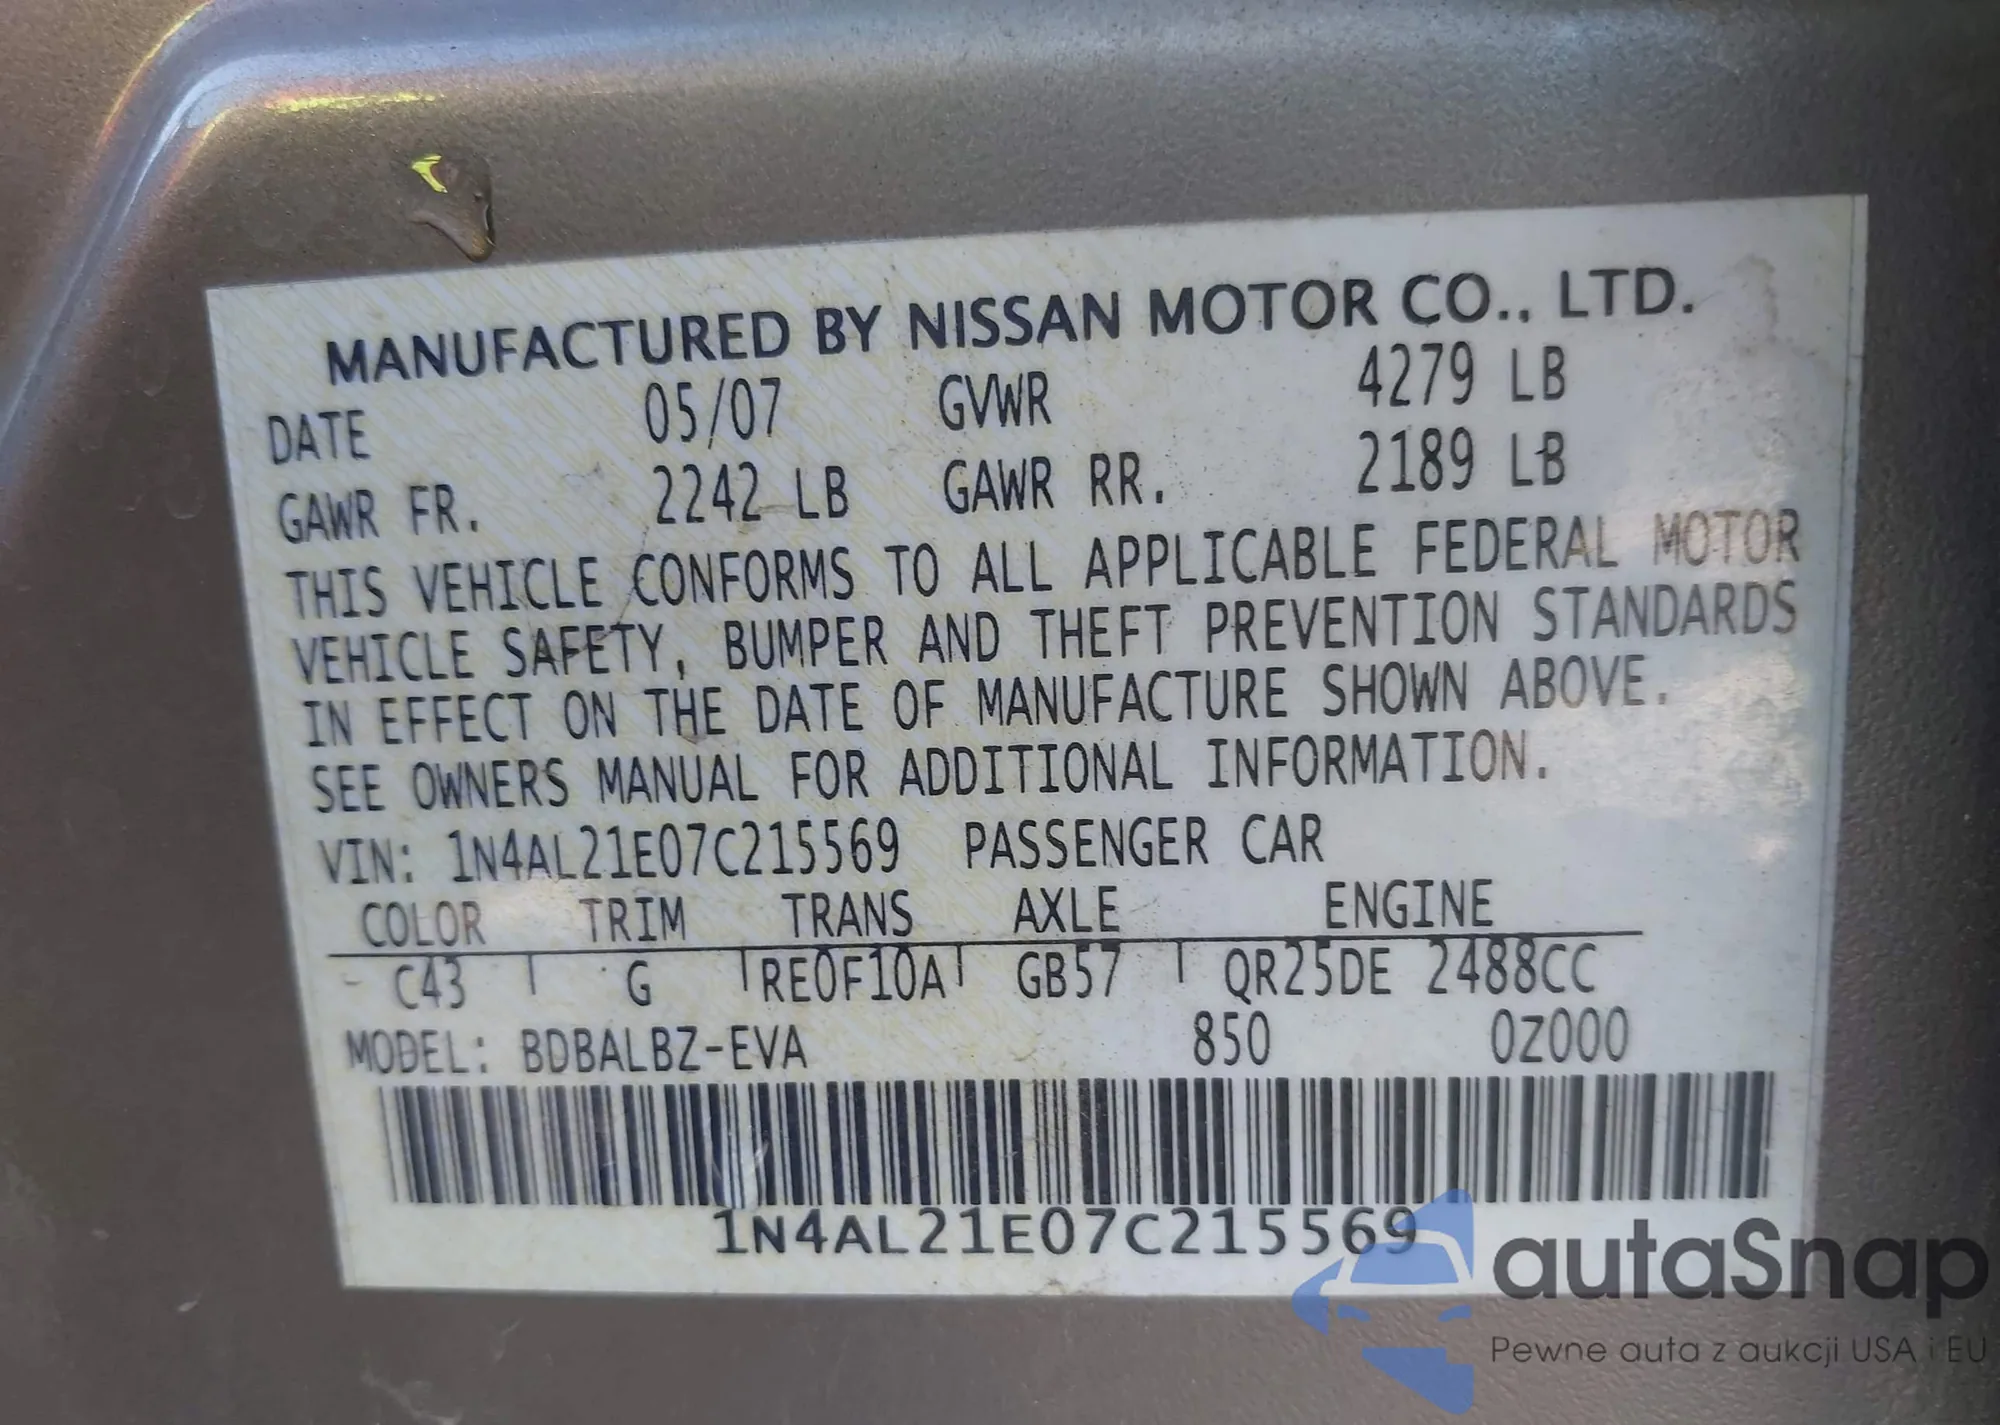 MANUFACTURED BY NISSAN MOTOR CO., LTD.
DATE 05/07 GVWR 4279 LB
GAWR FR. 2242 LB GAWR RR. 2189 LB
THIS VEHICLE CONFORMS TO ALL APPLICABLE FEDERAL MOTOR
VEHICLE SAFETY, BUMPER AND THEFT PREVENTION STANDARDS
IN EFFECT ON THE DATE OF MANUFACTURE SHOWN ABOVE.
SEE OWNERS MANUAL FOR ADDITIONAL INFORMATION.
VIN: 1N4AL21E07C215569 PASSENGER CAR
COLOR TRIM TRANS AXLE ENGINE
C43 G RE0F10A GB57 QR25DE 2488CC
MODEL: BDBALBZ-EVA 850 0Z000
1N4AL21E07C215569
autaSnap
Pewne auta z aukcji USA i EU